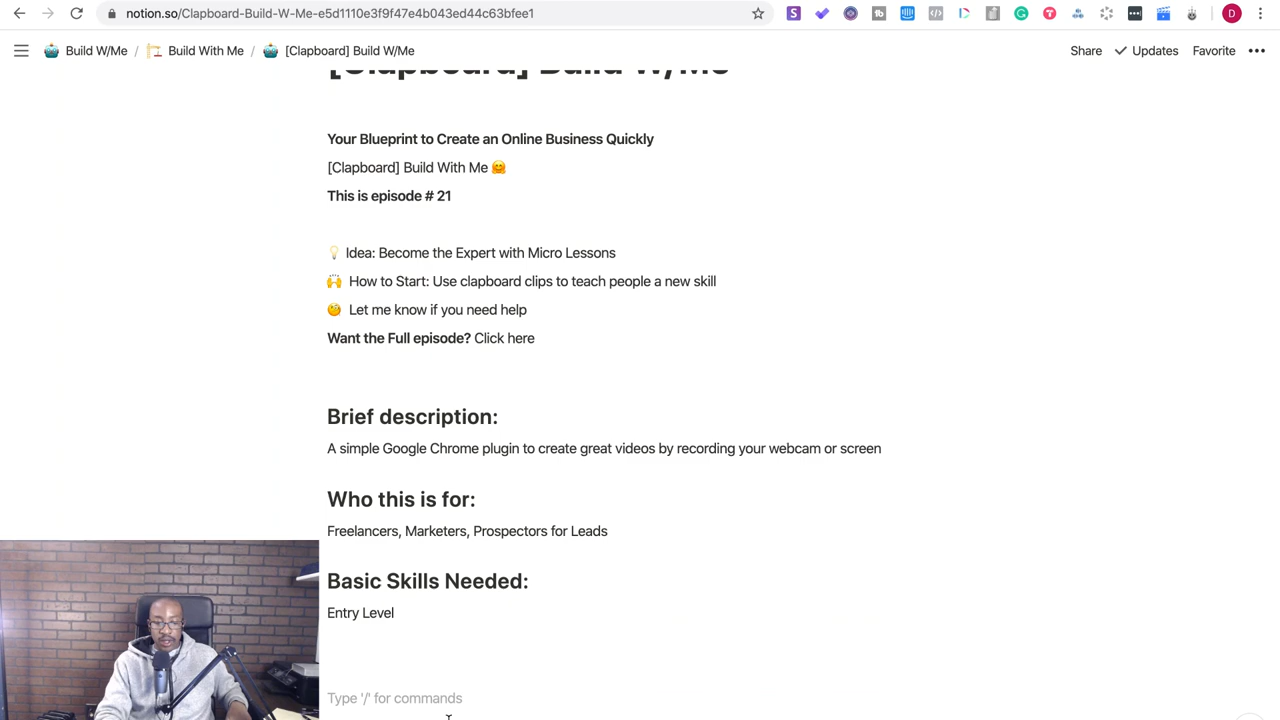 notion.so/Clapboard-Build-W-Me-e5d1110e3f9f47e4b043ed44c63bfee1
Build W/Me / Build With Me / [Clapboard] Build W/Me
Share Updates Favorite
[Clapboard] Build W/Me
Your Blueprint to Create an Online Business Quickly
[Clapboard] Build With Me 🤗
This is episode # 21
💡 Idea: Become the Expert with Micro Lessons
🙌 How to Start: Use clapboard clips to teach people a new skill
🧐 Let me know if you need help
Want the Full episode? Click here
Brief description:
A simple Google Chrome plugin to create great videos by recording your webcam or screen
Who this is for:
Freelancers, Marketers, Prospectors for Leads
Basic Skills Needed:
Entry Level
Type '/' for commands